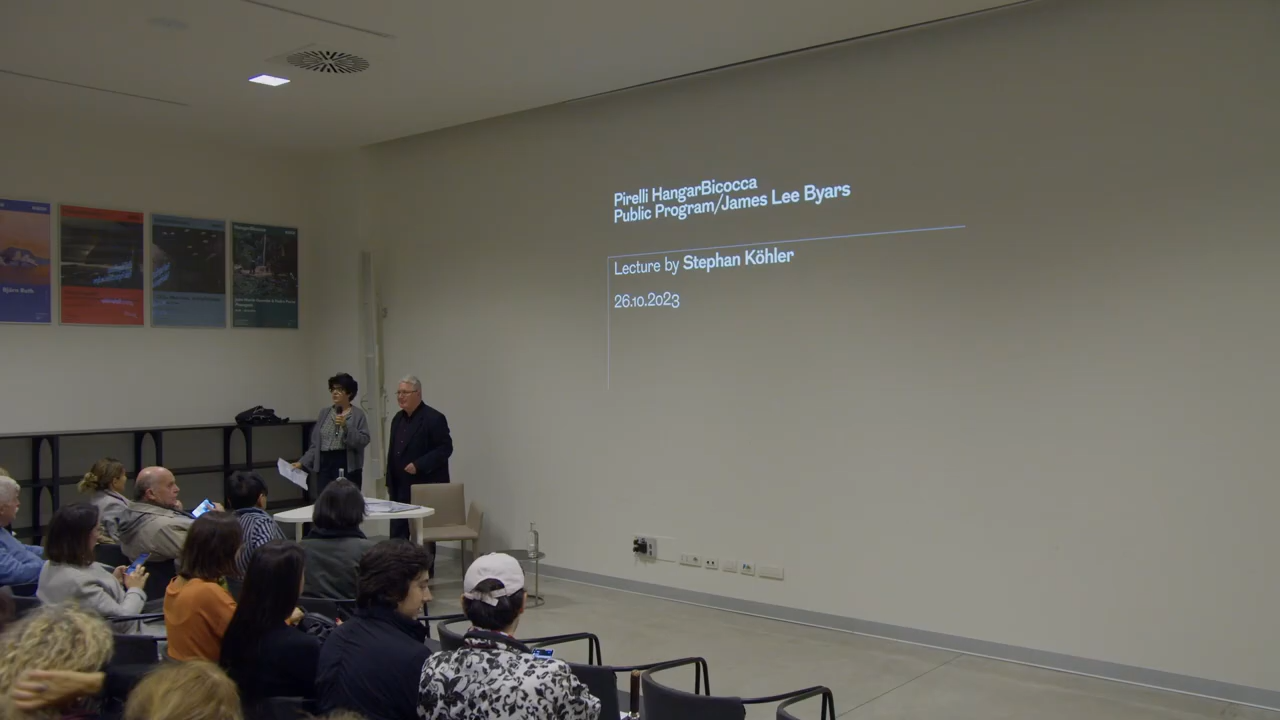 Pirelli HangarBicocca
Public Program/James Lee Byars
Lecture by Stephan Köhler
26.10.2023